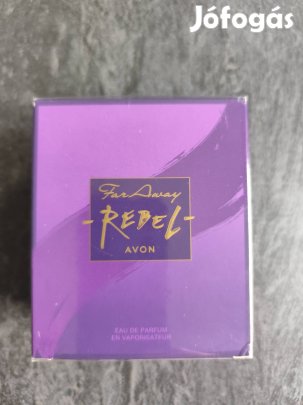 Jófogás
Far Away
-REBEL-
AVON
EAU DE PARFUM
EN VAPORISATEUR